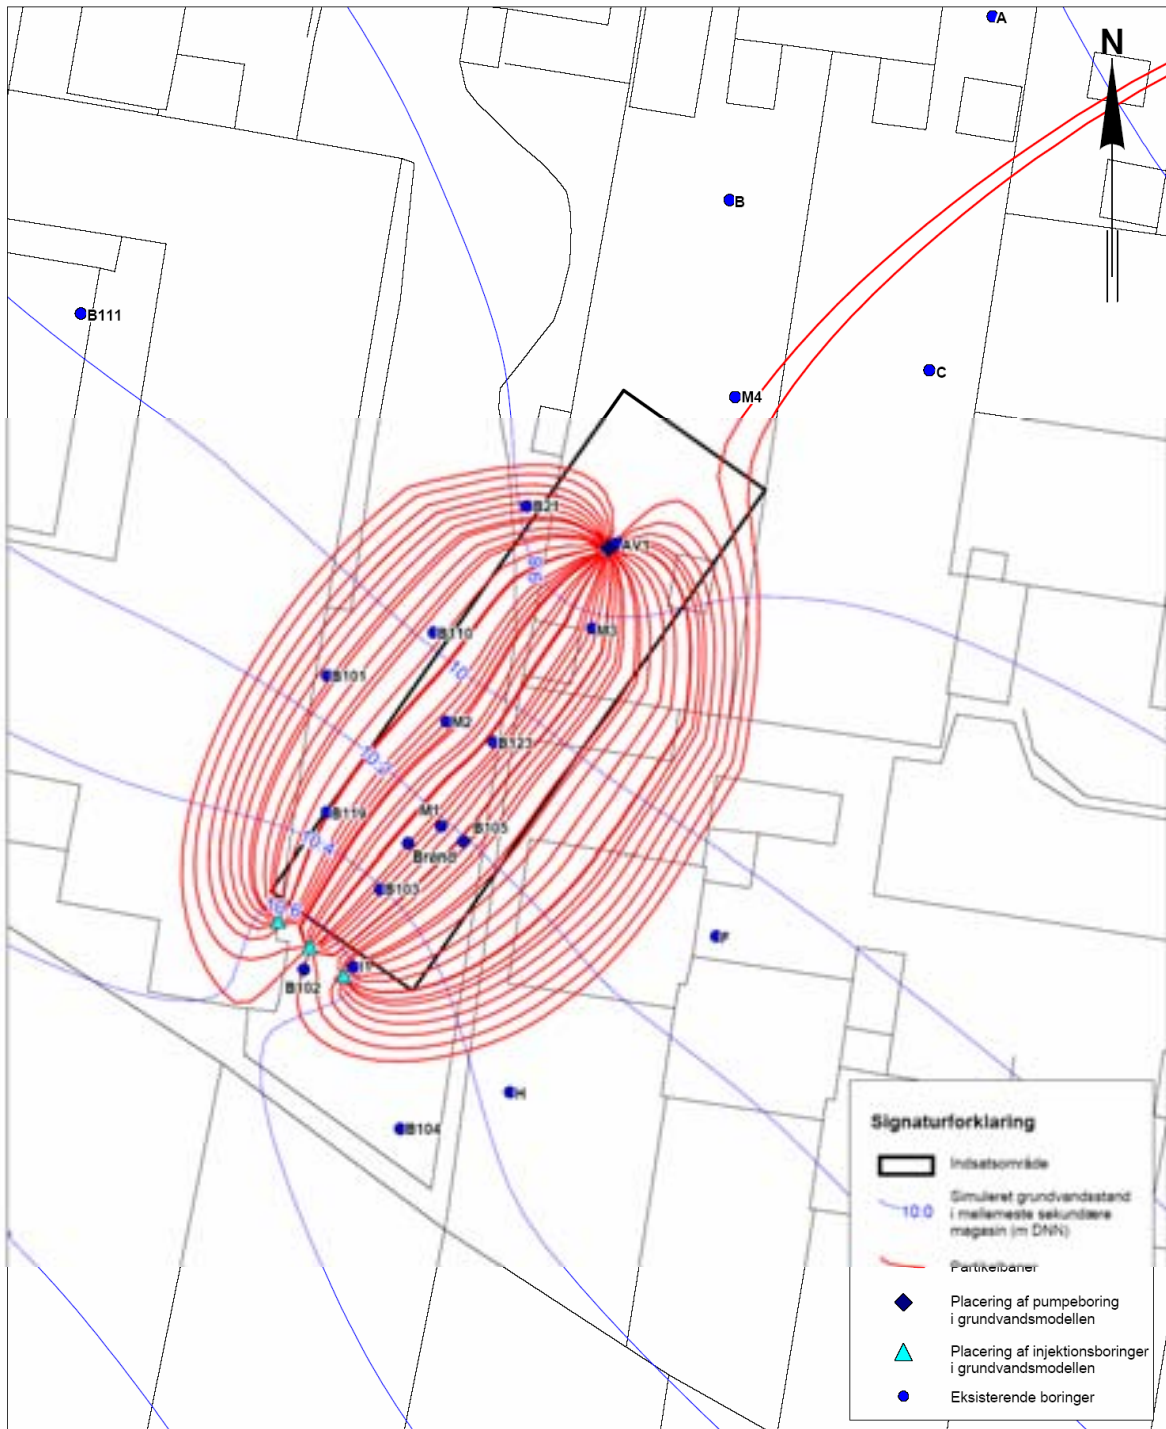 A
N
B
B111
C
M4
B21
AV1
9.8
M3
B110
10
B101
M2
B123
10.2
B119
M1
B105
10.4
Brønd
B103
10.6
F
I1
B102
H
B104
Signaturforklaring
Indsatsområde
Simuleret grundvandsstand
10.0
i mellemeste sekundære
magasin (m DNN)
Partikelbaner
Placering af pumpeboring
i grundvandsmodellen
Placering af injektionsboringer
i grundvandsmodellen
Eksisterende boringer